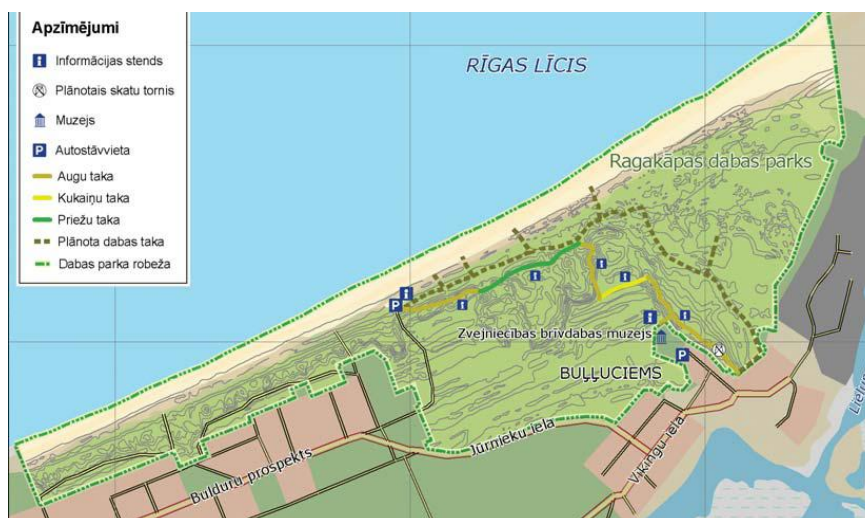 Apzīmējumi
Informācijas stends
Plānotais skatu tornis
Muzejs
P Autostāvvieta
Augu taka
Kukaiņu taka
Priežu taka
Plānota dabas taka
Dabas parka robeža
RĪGAS LĪCIS
Ragakāpas dabas parks
P
Zvejniecības brīvdabas muzejs
P
BUĻĻUCIEMS
Jūrnieku iela
Vikingu iela
Bulduru prospekts